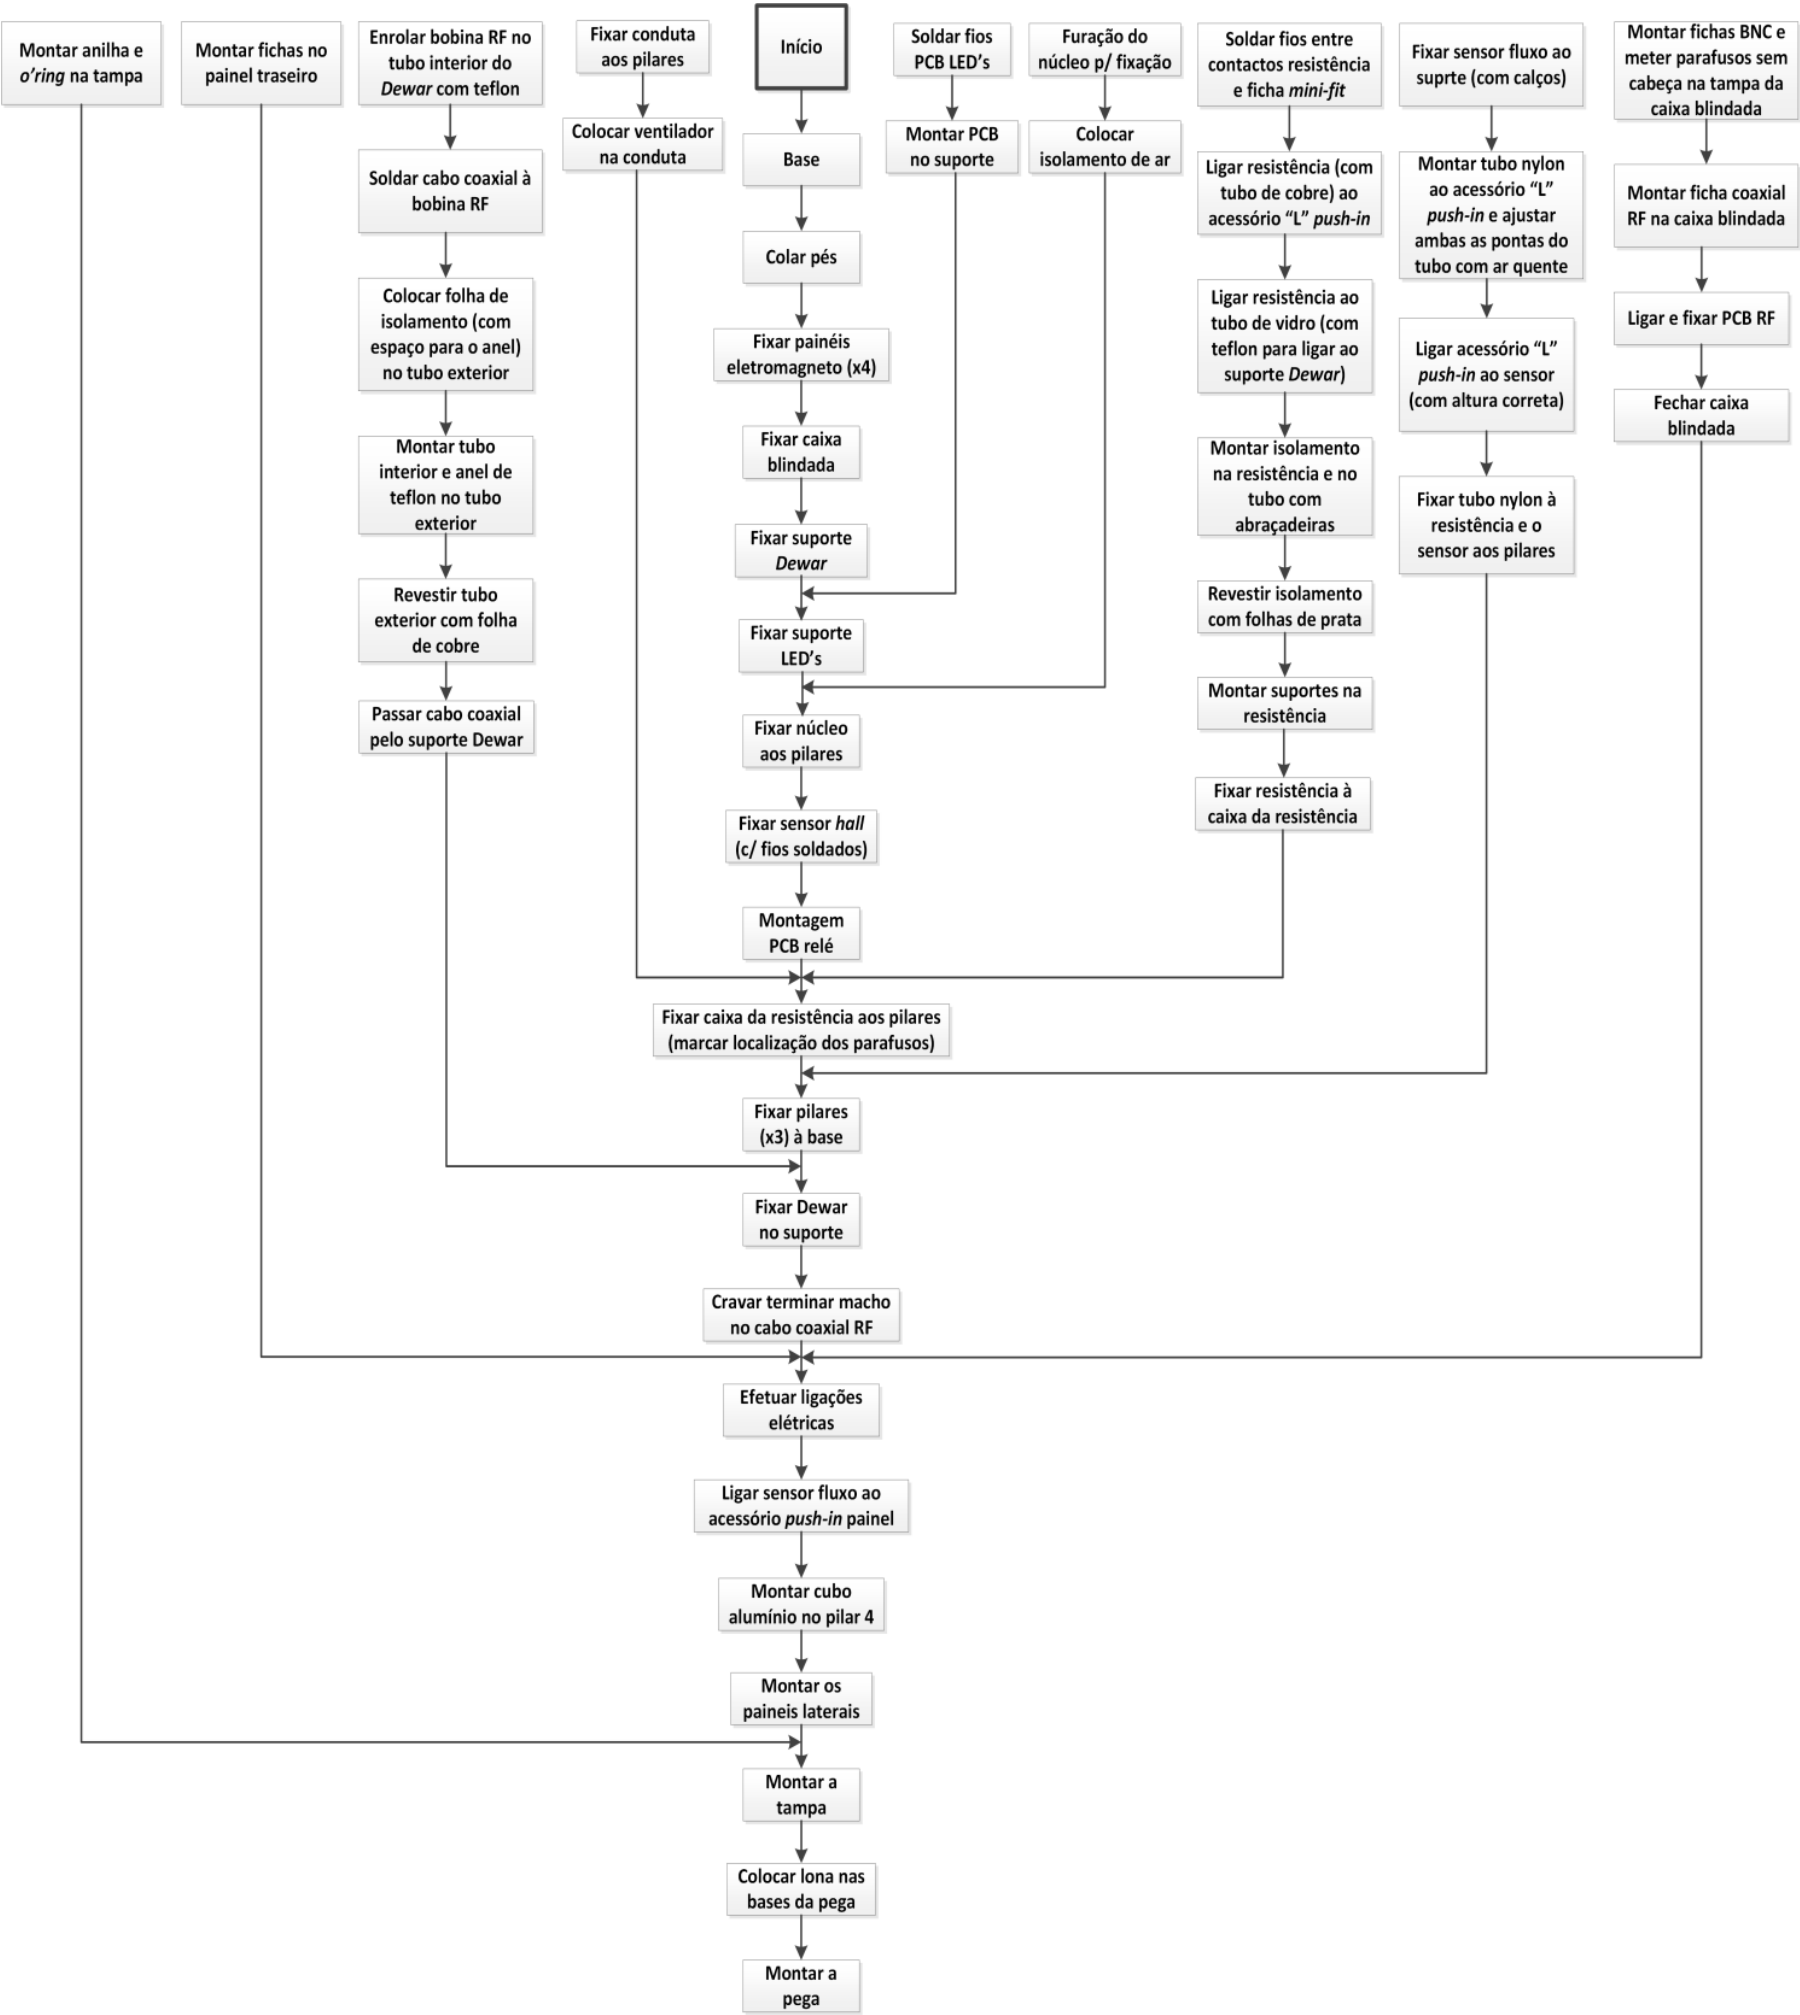 Montar anilha e
o’ring na tampa
Montar fichas no
painel traseiro
Enrolar bobina RF no
tubo interior do
Dewar com teflon
Soldar cabo coaxial à
bobina RF
Colocar folha de
isolamento (com
espaço para o anel)
no tubo exterior
Montar tubo
interior e anel de
teflon no tubo
exterior
Revestir tubo
exterior com folha
de cobre
Passar cabo coaxial
pelo suporte Dewar
Fixar conduta
aos pilares
Colocar ventilador
na conduta
Início
Base
Colar pés
Fixar painéis
eletromagneto (x4)
Fixar caixa
blindada
Fixar suporte
Dewar
Fixar suporte
LED’s
Fixar núcleo
aos pilares
Fixar sensor hall
(c/ fios soldados)
Montagem
PCB relé
Fixar caixa da resistência aos pilares
(marcar localização dos parafusos)
Fixar pilares
(x3) à base
Fixar Dewar
no suporte
Cravar terminar macho
no cabo coaxial RF
Efetuar ligações
elétricas
Ligar sensor fluxo ao
acessório push-in painel
Montar cubo
alumínio no pilar 4
Montar os
paineis laterais
Montar a
tampa
Colocar lona nas
bases da pega
Montar a
pega
Soldar fios
PCB LED’s
Montar PCB
no suporte
Furação do
núcleo p/ fixação
Colocar
isolamento de ar
Soldar fios entre
contactos resistência
e ficha mini-fit
Ligar resistência (com
tubo de cobre) ao
acessório “L” push-in
Ligar resistência ao
tubo de vidro (com
teflon para ligar ao
suporte Dewar)
Montar isolamento
na resistência e no
tubo com
abraçadeiras
Revestir isolamento
com folhas de prata
Montar suportes na
resistência
Fixar resistência à
caixa da resistência
Fixar sensor fluxo ao
suprte (com calços)
Montar tubo nylon
ao acessório “L”
push-in e ajustar
ambas as pontas do
tubo com ar quente
Ligar acessório “L”
push-in ao sensor
(com altura correta)
Fixar tubo nylon à
resistência e o
sensor aos pilares
Montar fichas BNC e
meter parafusos sem
cabeça na tampa da
caixa blindada
Montar ficha coaxial
RF na caixa blindada
Ligar e fixar PCB RF
Fechar caixa
blindada